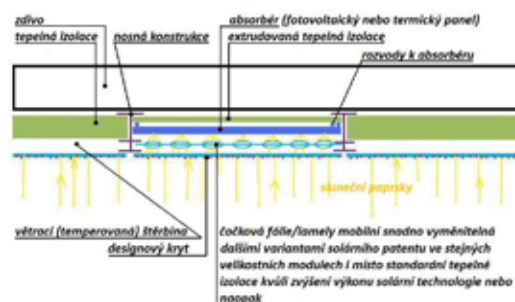 zdivo
tepelná izolace
nosná konstrukce
absorbér (fotovoltaický nebo termický panel)
extrudovaná tepelná izolace
rozvody k absorbéru
sluneční paprsky
větrací (temperovaná) štěrbina
designový kryt
čočková fólie/lamely mobilní snadno vyměnitelná
dalšími variantami solárního patentu ve stejných
velikostních modulech i místo standardní tepelné
izolace kvůli zvýšení výkonu solární technologie nebo
naopak